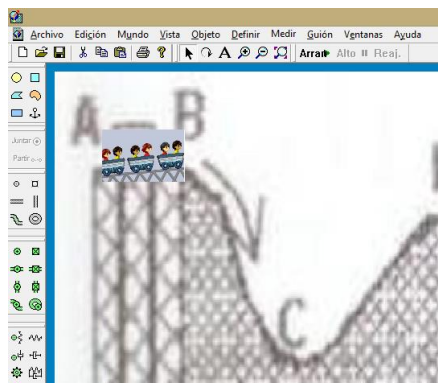 Archivo Edición Mundo Vista Objeto Definir Medir Guión Ventanas Ayuda
A Arran Alto Reaj.
A B
Juntar
Partir
C